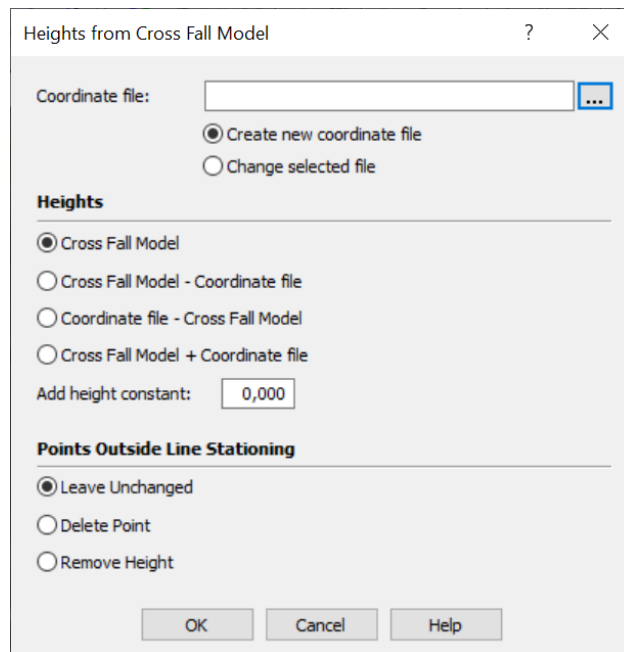 Heights from Cross Fall Model ?
Coordinate file: ...
Create new coordinate file
Change selected file
Heights
Cross Fall Model
Cross Fall Model - Coordinate file
Coordinate file - Cross Fall Model
Cross Fall Model + Coordinate file
Add height constant: 0,000
Points Outside Line Stationing
Leave Unchanged
Delete Point
Remove Height
OK Cancel Help